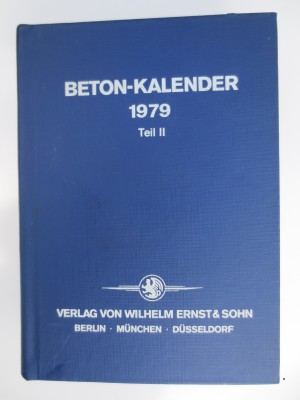 BETON-KALENDER
1979
Teil II
VERLAG VON WILHELM ERNST & SOHN
BERLIN · MÜNCHEN · DÜSSELDORF